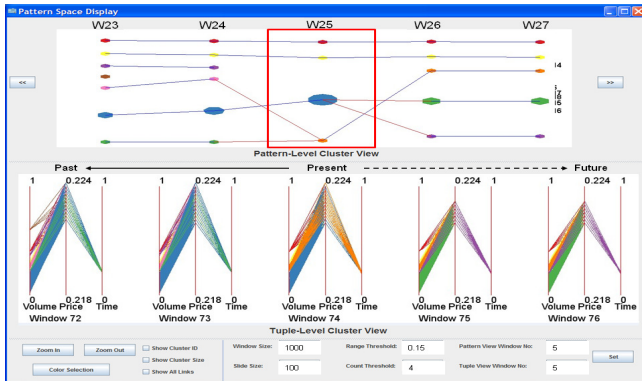 Pattern Space Display
W23 W24 W25 W26 W27
<<
>>
Pattern-Level Cluster View
Past Present Future
1 0.224 1 1 0.224 1 1 0.224 1 1 0.224 1 1 0.224 1
0 0.218 0 0 0.218 0 0 0.218 0 0 0.218 0 0 0.218 0
Volume Price Time Volume Price Time Volume Price Time Volume Price Time Volume Price Time
Window 72 Window 73 Window 74 Window 75 Window 76
Tuple-Level Cluster View
Zoom In Zoom Out Show Cluster ID Window Size: 1000 Range Threshold: 0.15 Pattern View Window No: 5
Show Cluster Size Set
Color Selection Show All Links Slide Size: 100 Count Threshold: 4 Tuple View Window No: 5